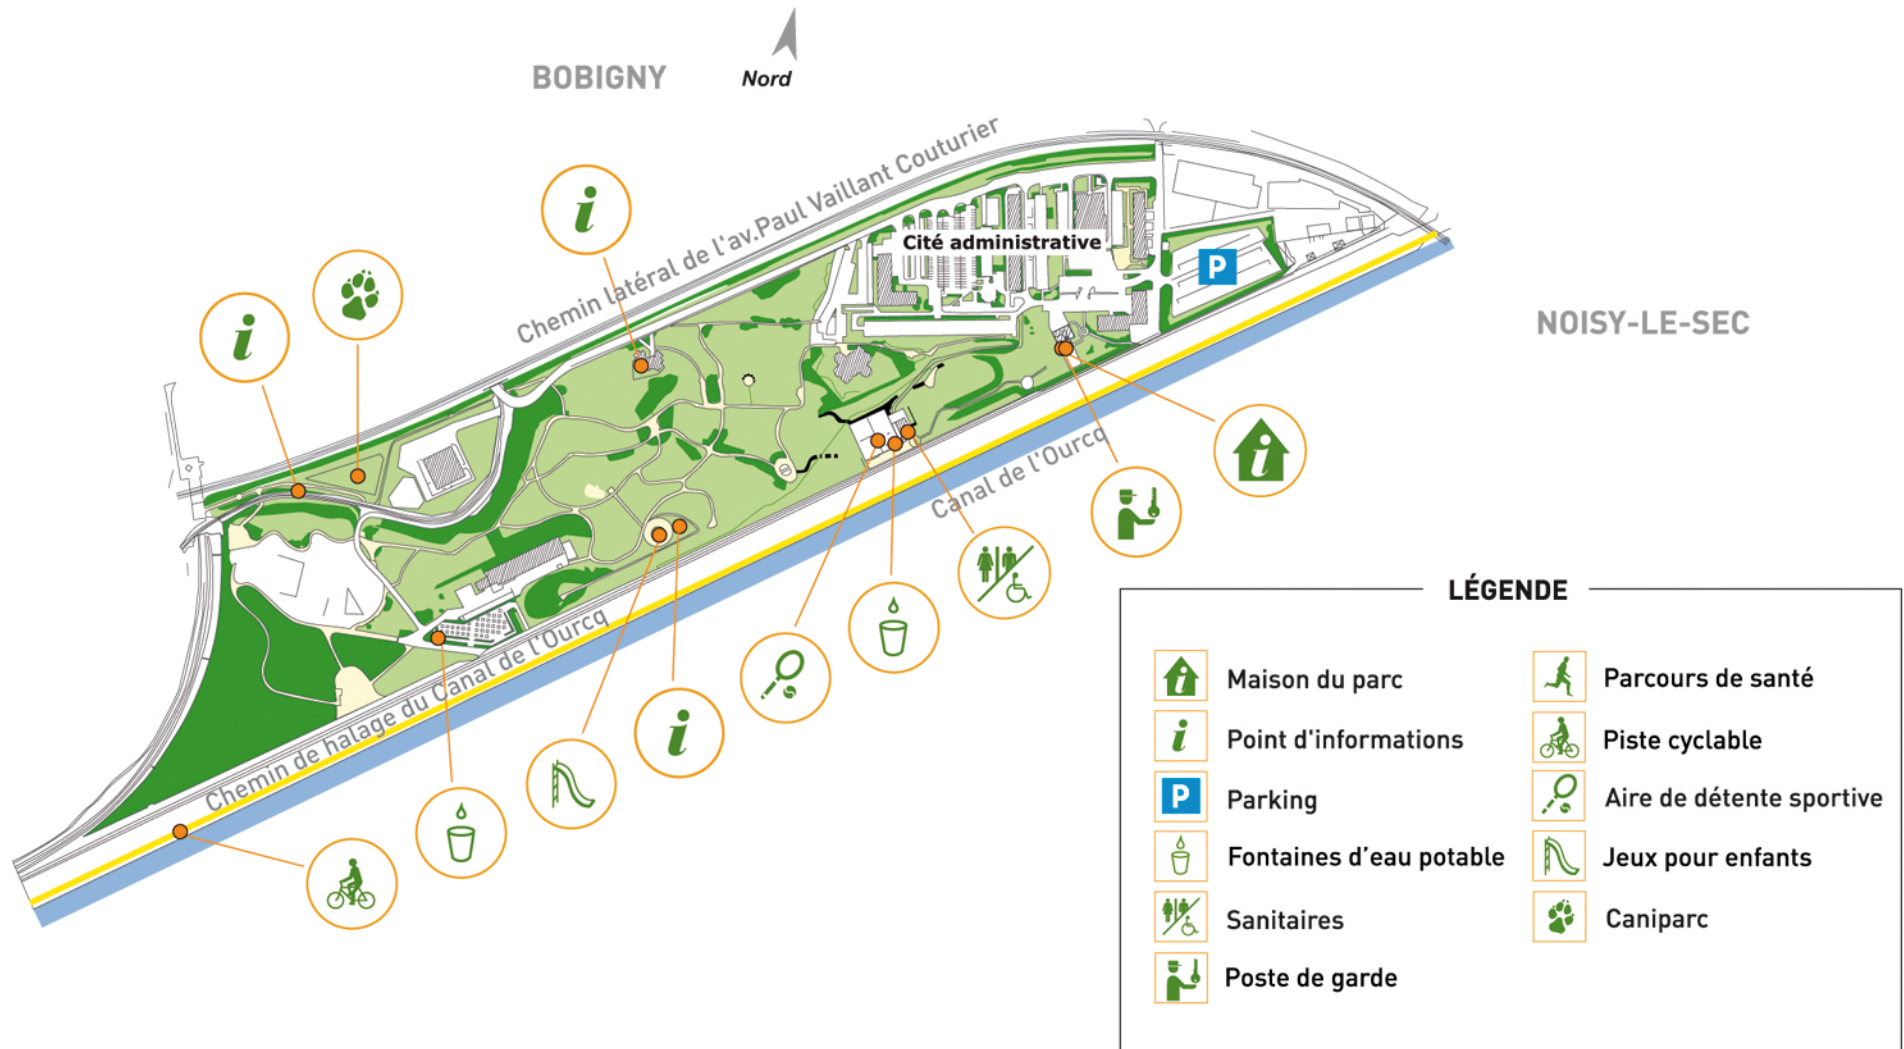 BOBIGNY
Nord
Chemin latéral de l'av.Paul Vaillant Couturier
Cité administrative
P
NOISY-LE-SEC
i
i
i
i
Canal de l'Ourcq
Chemin de halage du Canal de l'Ourcq
LÉGENDE
i Maison du parc
i Point d'informations
P Parking
Fontaines d'eau potable
Sanitaires
Poste de garde
Parcours de santé
Piste cyclable
Aire de détente sportive
Jeux pour enfants
Caniparc